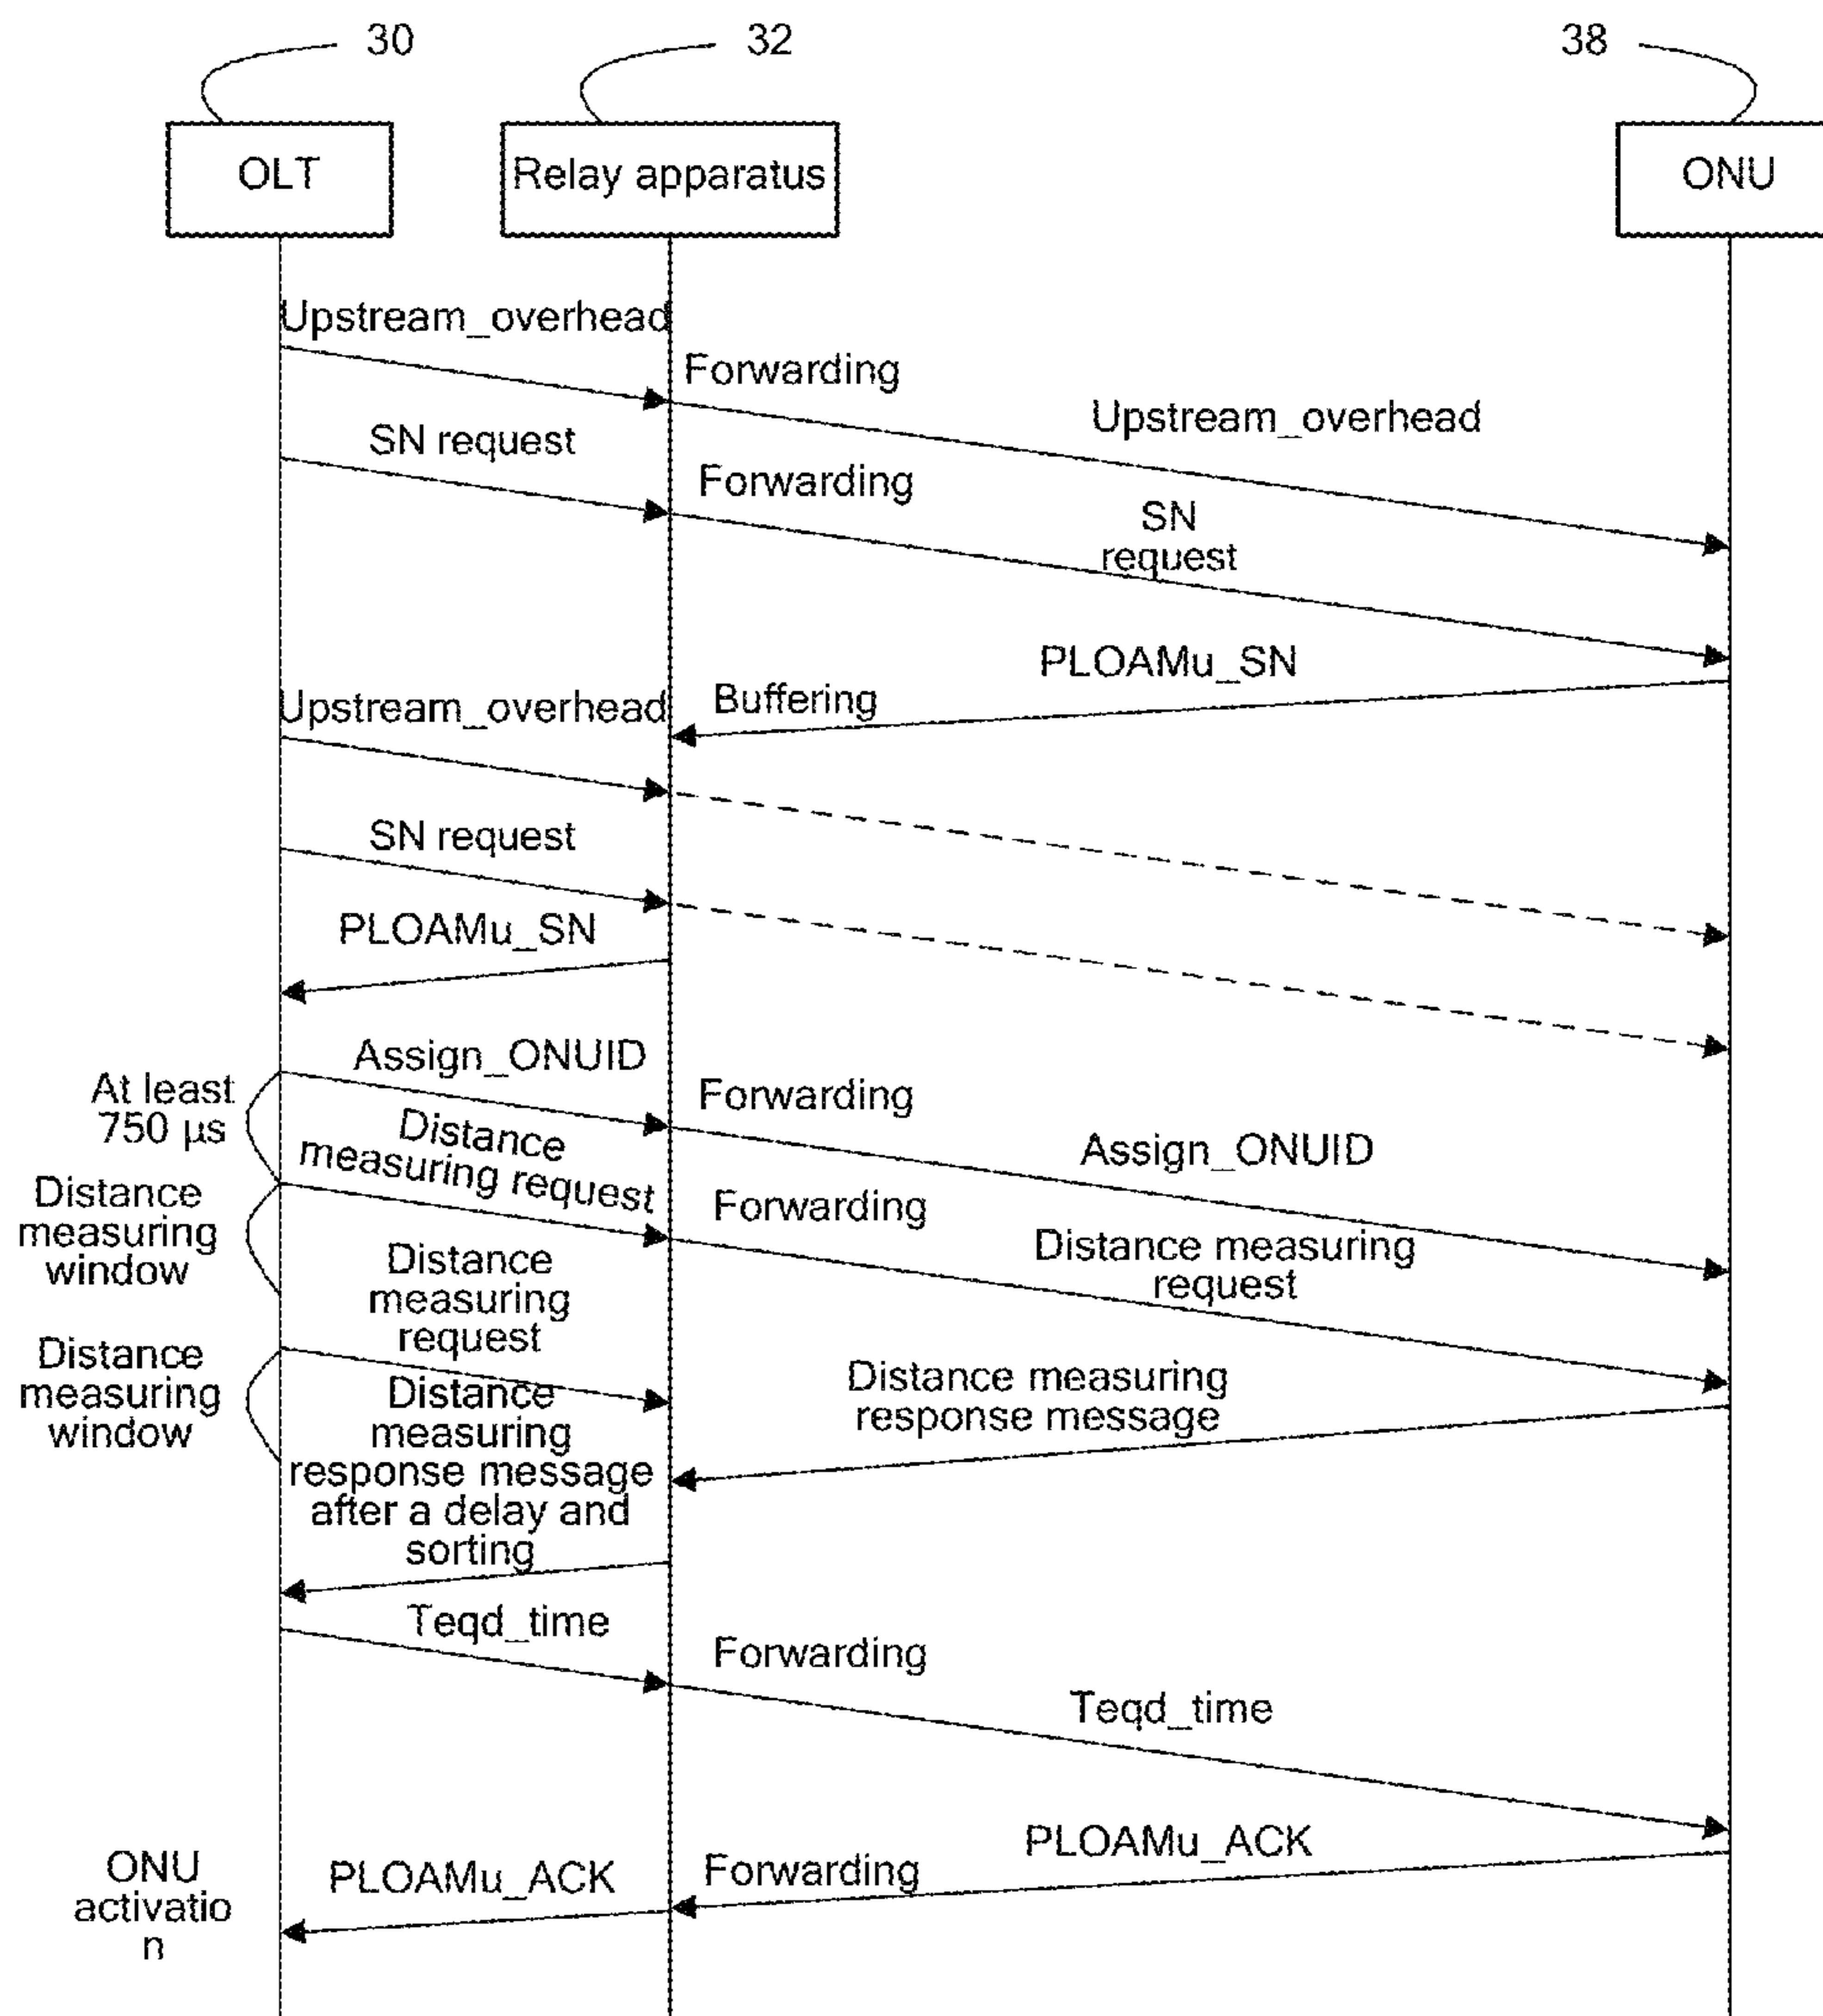 30
32
38
OLT
Relay apparatus
ONU
Upstream_overhead
Forwarding
Upstream_overhead
SN request
Forwarding
SN
request
PLOAMu_SN
Buffering
Upstream_overhead
SN request
PLOAMu_SN
Assign_ONUID
At least
750 µs
Forwarding
Distance
measuring request
Assign_ONUID
Distance
measuring
window
Forwarding
Distance measuring
request
Distance
measuring
request
Distance
measuring
window
Distance measuring
response message
Distance
measuring
response message
after a delay and
sorting
Teqd_time
Forwarding
Teqd_time
PLOAMu_ACK
ONU
activatio
n
PLOAMu_ACK
Forwarding